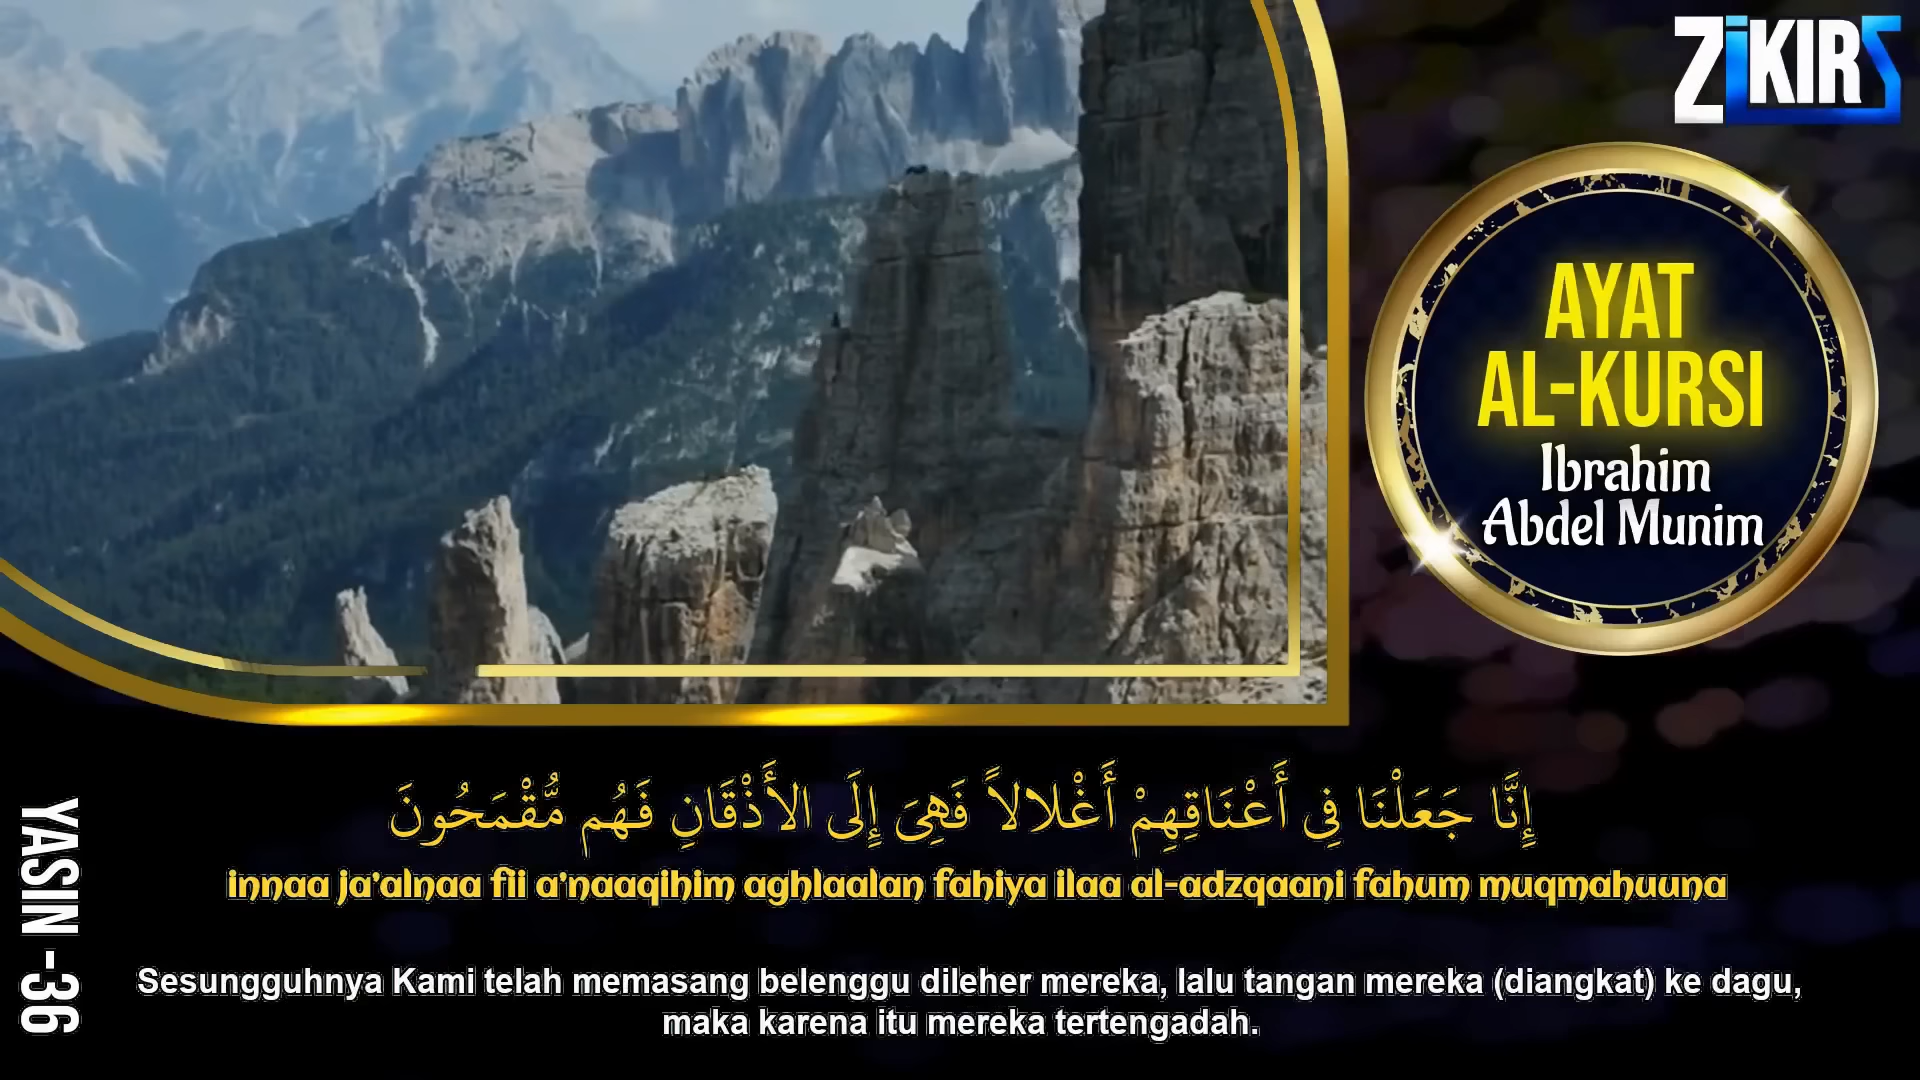 ZiKIRS
AYAT
AL-KURSI
Ibrahim
Abdel Munim
إِنَّا جَعَلْنَا فِي أَعْنَاقِهِمْ أَغْلالاً فَهِىَ إِلَى الأَذْقَانِ فَهُم مُّقْمَحُونَ
innaa ja'alnaa fii a'naaqihim aghlaalan fahiya ilaa al-adzqaani fahum muqmahuuna
Sesungguhnya Kami telah memasang belenggu dileher mereka, lalu tangan mereka (diangkat) ke dagu,
maka karena itu mereka tertengadah.
YASIN -36